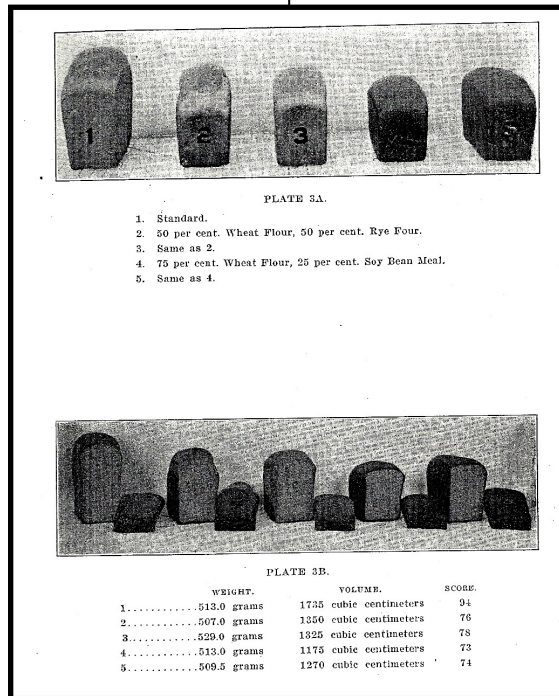 1
2
3
5
PLATE 3A.
1. Standard.
2. 50 per cent. Wheat Flour, 50 per cent. Rye Four.
3. Same as 2.
4. 75 per cent. Wheat Flour, 25 per cent. Soy Bean Meal.
5. Same as 4.
PLATE 3B.
WEIGHT. VOLUME. SCORE.
1............513.0 grams 1735 cubic centimeters 94
2............507.0 grams 1350 cubic centimeters 76
3............529.0 grams 1325 cubic centimeters 78
4............513.0 grams 1175 cubic centimeters 73
5............509.5 grams 1270 cubic centimeters 74